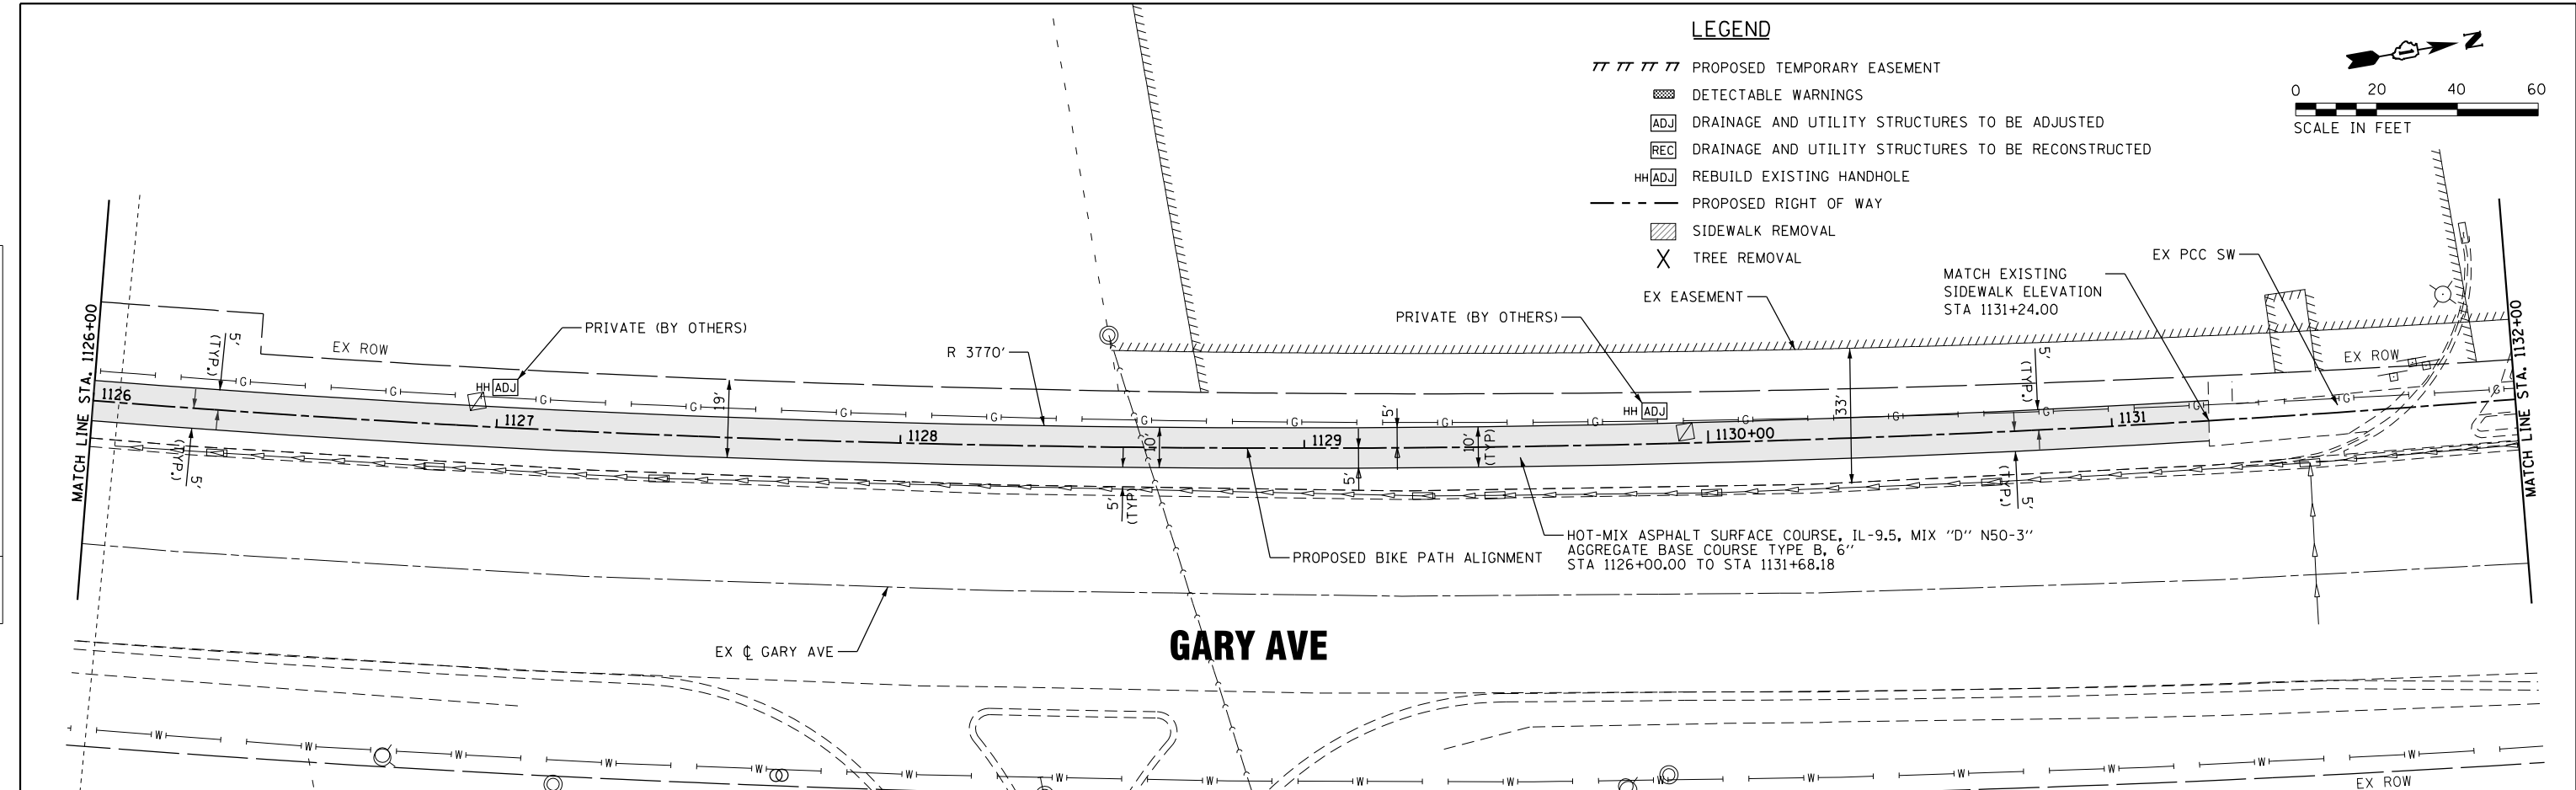 LEGEND
PROPOSED TEMPORARY EASEMENT
DETECTABLE WARNINGS
ADJ DRAINAGE AND UTILITY STRUCTURES TO BE ADJUSTED
REC DRAINAGE AND UTILITY STRUCTURES TO BE RECONSTRUCTED
HH ADJ REBUILD EXISTING HANDHOLE
PROPOSED RIGHT OF WAY
SIDEWALK REMOVAL
TREE REMOVAL
N
0 20 40 60
SCALE IN FEET
MATCH LINE STA. 1126+00
5'
(TYP.)
EX ROW
PRIVATE (BY OTHERS)
R 3770'
PRIVATE (BY OTHERS)
EX EASEMENT
MATCH EXISTING
SIDEWALK ELEVATION
STA 1131+24.00
EX PCC SW
5'
(TYP.)
EX ROW
MATCH LINE STA. 1132+00
G G G G G G G G G G G G G G G G
HH ADJ
HH ADJ
1126
1127
1128
1129
1130+00
1131
19'
10'
5'
10'
(TYP)
33'
(TYP.)
5'
5'
(TYP)
5'
(TYP.)
5'
HOT-MIX ASPHALT SURFACE COURSE, IL-9.5, MIX "D" N50-3"
AGGREGATE BASE COURSE TYPE B, 6"
STA 1126+00.00 TO STA 1131+68.18
PROPOSED BIKE PATH ALIGNMENT
EX ℄ GARY AVE
GARY AVE
W W W W W W W W W W W W W W W W
EX ROW